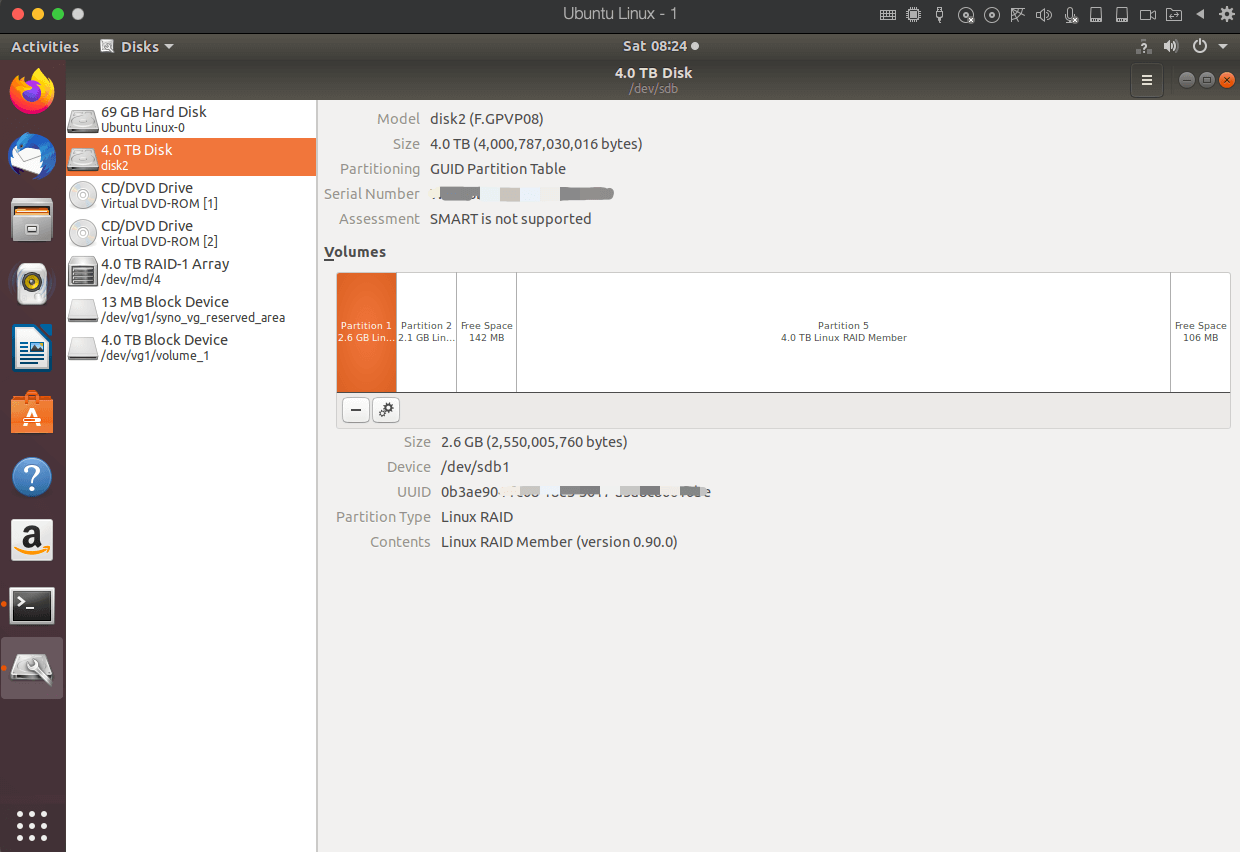 Ubuntu Linux - 1
Activities Disks Sat 08:24
4.0 TB Disk
/dev/sdb
69 GB Hard Disk
Ubuntu Linux-0
4.0 TB Disk
disk2
CD/DVD Drive
Virtual DVD-ROM [1]
CD/DVD Drive
Virtual DVD-ROM [2]
4.0 TB RAID-1 Array
/dev/md/4
13 MB Block Device
/dev/vg1/syno_vg_reserved_area
4.0 TB Block Device
/dev/vg1/volume_1
Model disk2 (F.GPVP08)
Size 4.0 TB (4,000,787,030,016 bytes)
Partitioning GUID Partition Table
Serial Number
Assessment SMART is not supported
Volumes
Partition 1
2.6 GB Lin...
Partition 2
2.1 GB Lin...
Free Space
142 MB
Partition 5
4.0 TB Linux RAID Member
Free Space
106 MB
Size 2.6 GB (2,550,005,760 bytes)
Device /dev/sdb1
UUID 0b3ae90
Partition Type Linux RAID
Contents Linux RAID Member (version 0.90.0)